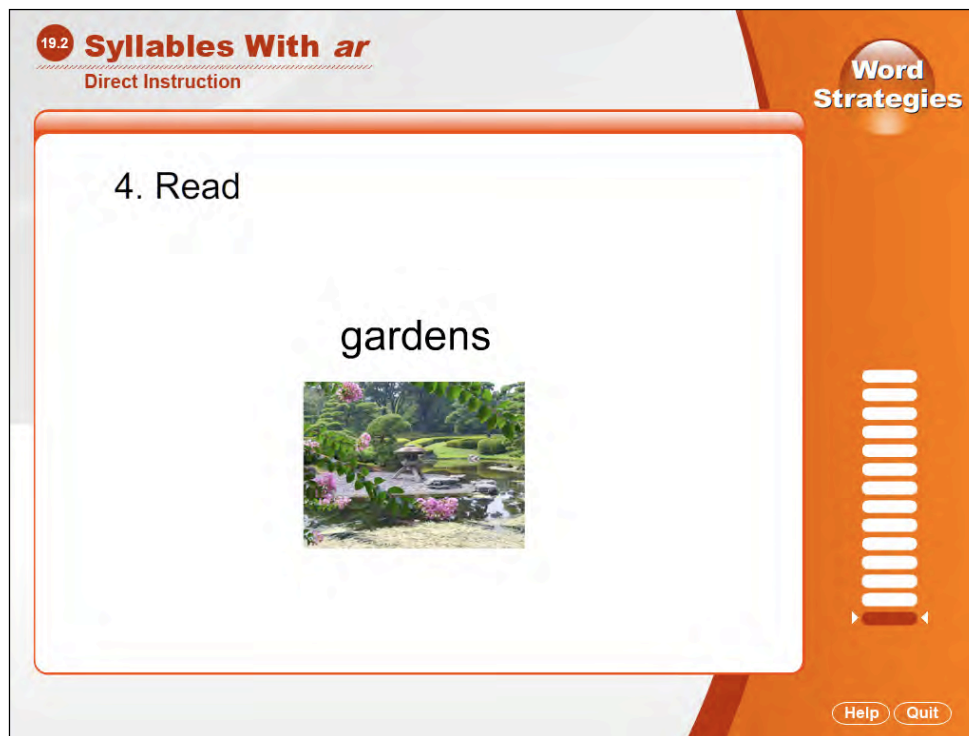 19.2 Syllables With ar
Direct Instruction
Word
Strategies
4. Read
gardens
Help Quit